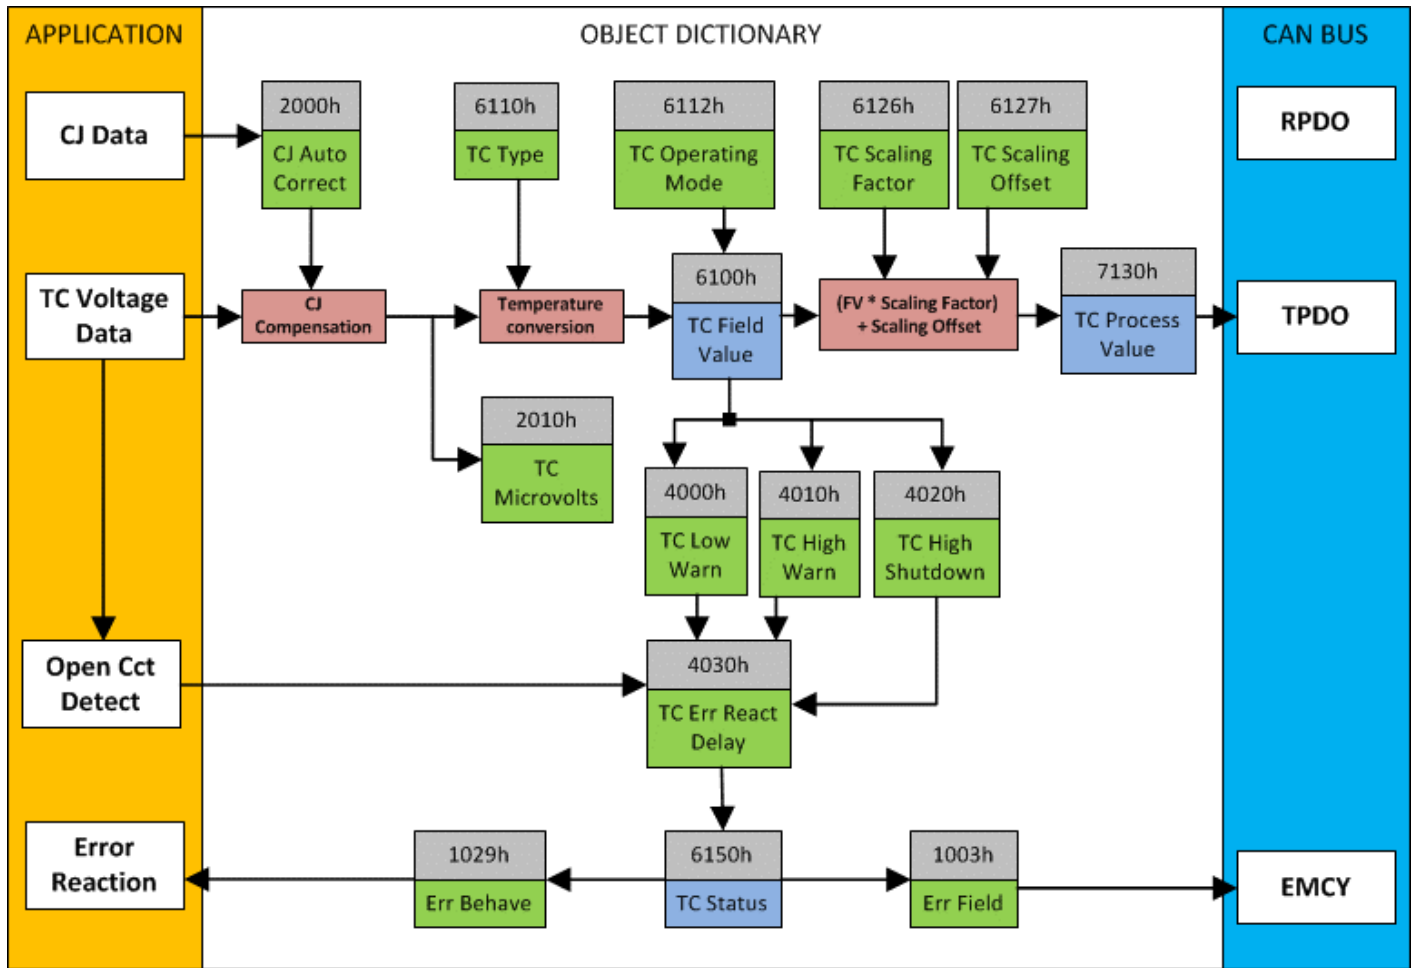 APPLICATION
OBJECT DICTIONARY
CAN BUS
CJ Data
2000h
CJ Auto
Correct
6110h
TC Type
6112h
TC Operating
Mode
6126h
TC Scaling
Factor
6127h
TC Scaling
Offset
RPDO
TC Voltage
Data
CJ
Compensation
Temperature
conversion
6100h
TC Field
Value
(FV * Scaling Factor)
+ Scaling Offset
7130h
TC Process
Value
TPDO
2010h
TC
Microvolts
4000h
TC Low
Warn
4010h
TC High
Warn
4020h
TC High
Shutdown
Open Cct
Detect
4030h
TC Err React
Delay
Error
Reaction
1029h
Err Behave
6150h
TC Status
1003h
Err Field
EMCY